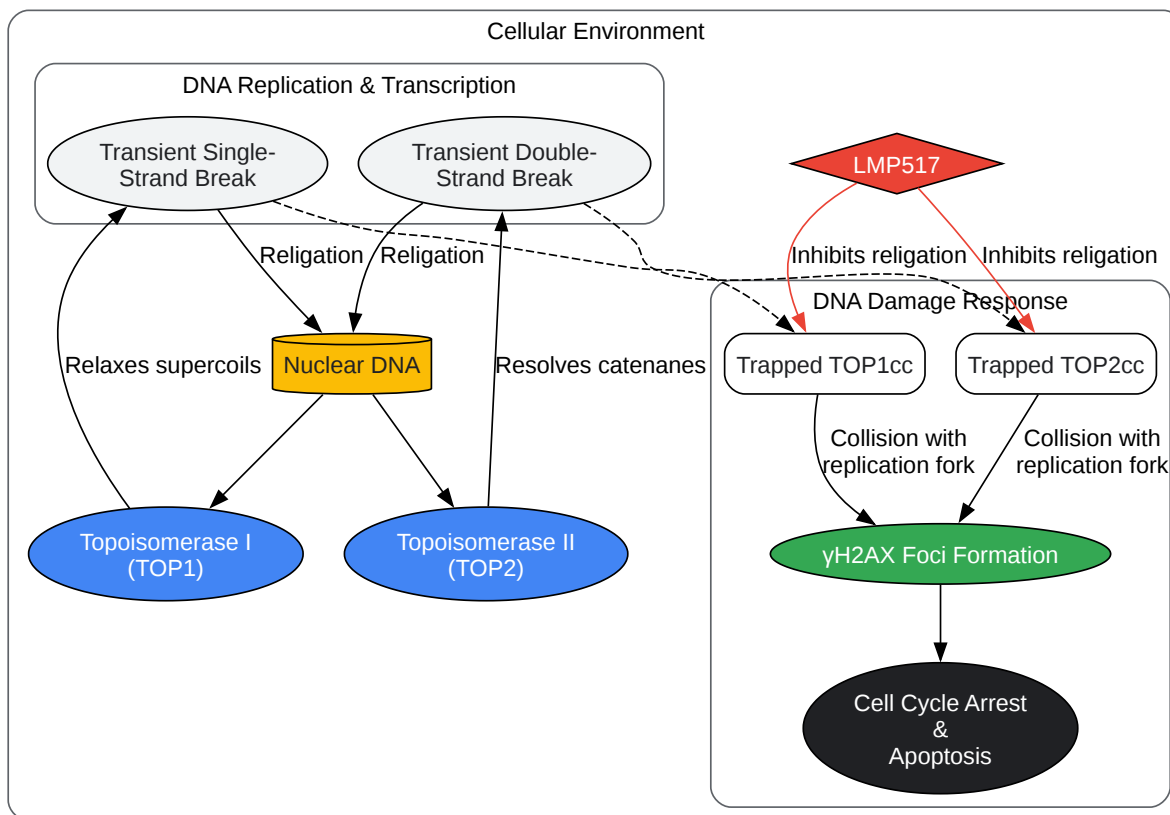 Cellular Environment
DNA Replication & Transcription
Transient Single-
Strand Break
Transient Double-
Strand Break
LMP517
Religation
Religation
Inhibits religation
Inhibits religation
DNA Damage Response
Relaxes supercoils
Nuclear DNA
Resolves catenanes
Trapped TOP1cc
Trapped TOP2cc
Collision with
replication fork
Collision with
replication fork
Topoisomerase I
(TOP1)
Topoisomerase II
(TOP2)
γH2AX Foci Formation
Cell Cycle Arrest
&
Apoptosis